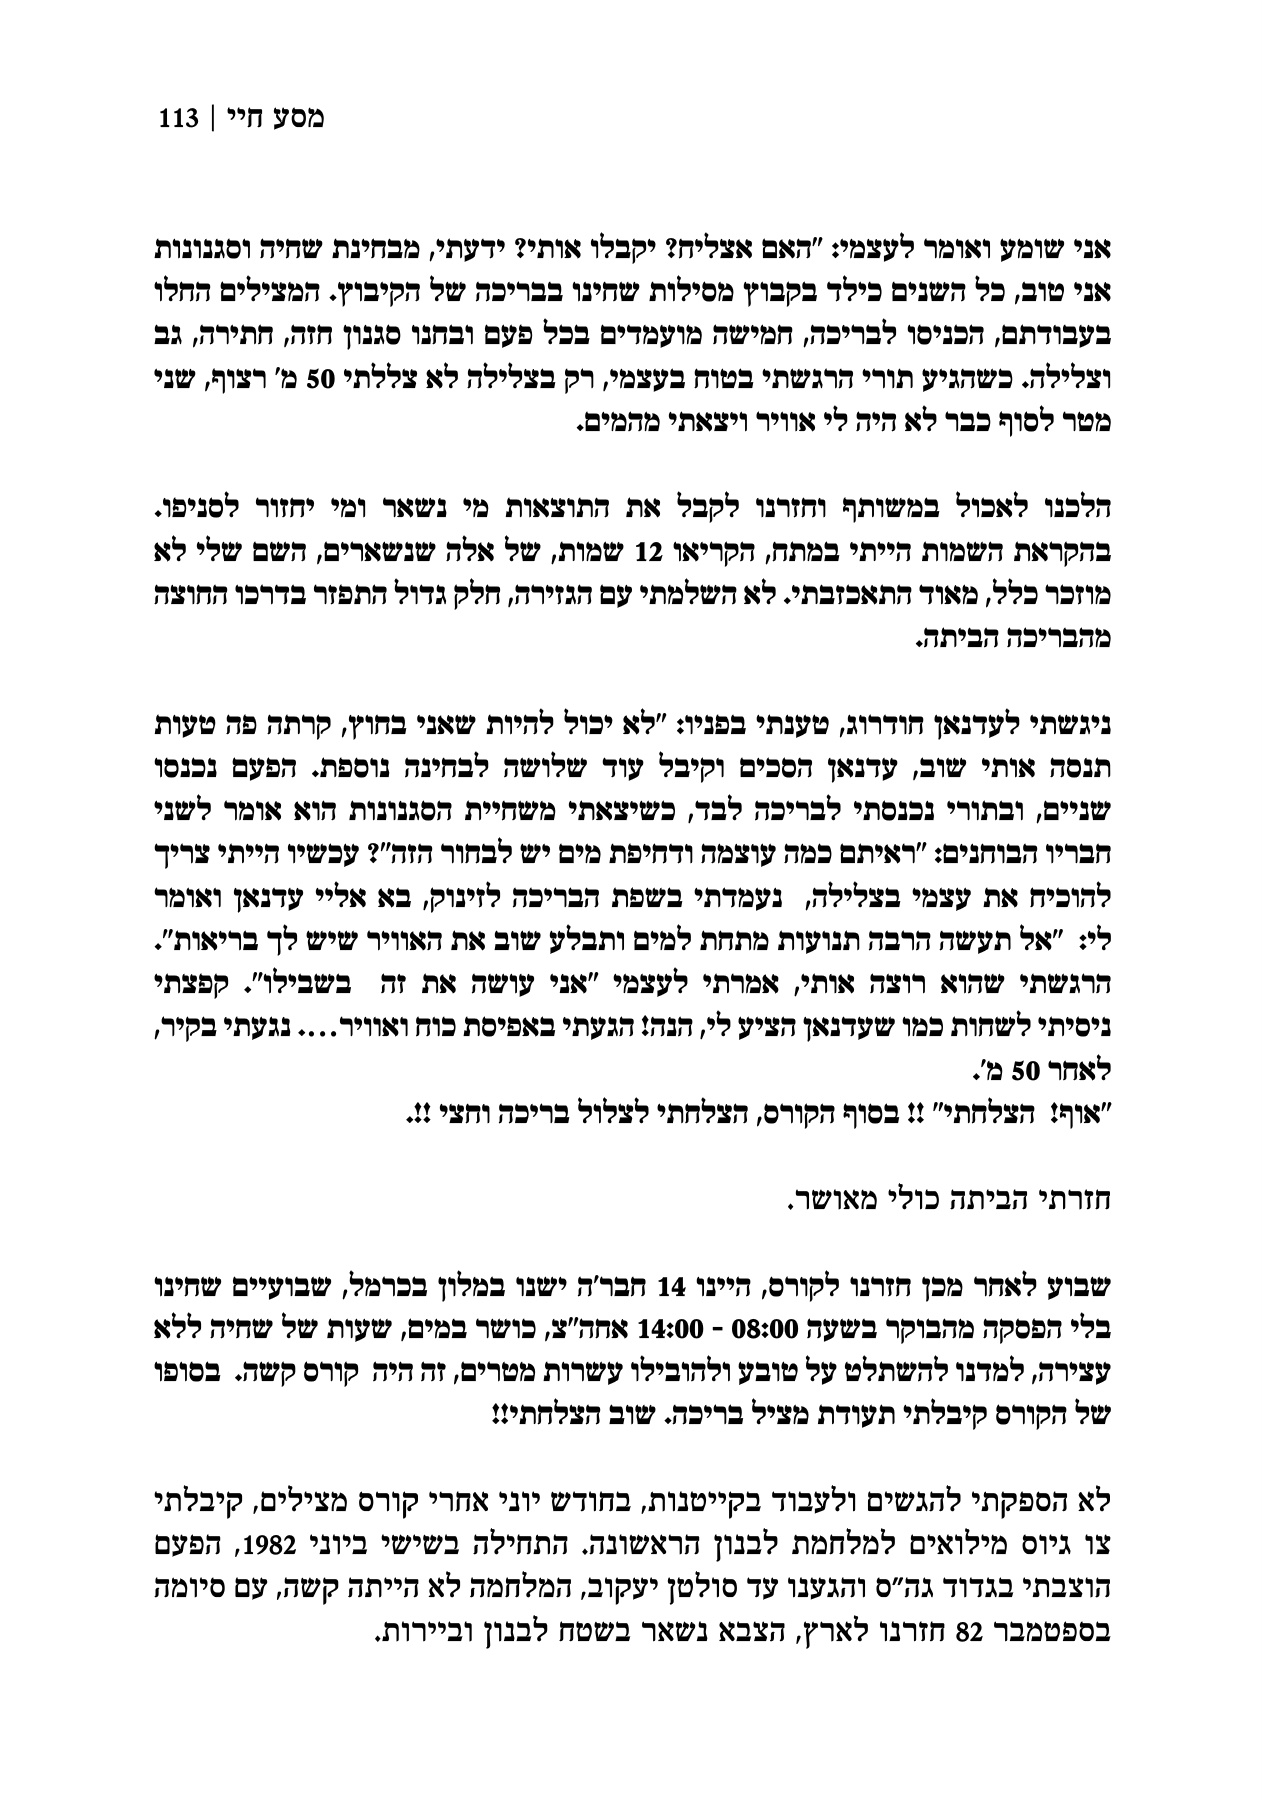 מסע חיי | 113
אני שומע ואומר לעצמי: "האם אצליח? יקבלו אותי? ידעתי, מבחינת שחיה וסגנונות
אני טוב, כל השנים כילד בקבוץ מסילות שחינו בבריכה של הקיבוץ. המצילים החלו
בעבודתם, הכניסו לבריכה, חמישה מועמדים בכל פעם ובחנו סגנון חזה, חתירה, גב
וצלילה. כשהגיע תורי הרגשתי בטוח בעצמי, רק בצלילה לא צללתי 50 מ' רצוף, שני
מטר לסוף כבר לא היה לי אוויר ויצאתי מהמים.
הלכנו לאכול במשותף וחזרנו לקבל את התוצאות מי נשאר ומי יחזור לסניפו.
בהקראת השמות הייתי במתח, הקריאו 12 שמות, של אלה שנשארים, השם שלי לא
מוזכר כלל, מאוד התאכזבתי. לא השלמתי עם הגזירה, חלק גדול התפזר בדרכו החוצה
מהבריכה הביתה.
ניגשתי לעדנאן חודרוג, טענתי בפניו: "לא יכול להיות שאני בחוץ, קרתה פה טעות
תנסה אותי שוב, עדנאן הסכים וקיבל עוד שלושה לבחינה נוספת. הפעם נכנסו
שניים, ובתורי נכנסתי לבריכה לבד, כשיצאתי משחיית הסגנונות הוא אומר לשני
חבריו הבוחנים: "ראיתם כמה עוצמה ודחיפת מים יש לבחור הזה"? עכשיו הייתי צריך
להוכיח את עצמי בצלילה,  נעמדתי בשפת הבריכה לזינוק, בא אליי עדנאן ואומר
לי:  "אל תעשה הרבה תנועות מתחת למים ותבלע שוב את האוויר שיש לך בריאות".
הרגשתי שהוא רוצה אותי, אמרתי לעצמי "אני עושה את זה  בשבילו". קפצתי
ניסיתי לשחות כמו שעדנאן הציע לי, הנה! הגעתי באפיסת כוח ואוויר.... נגעתי בקיר,
לאחר 50 מ'.
"אוף!  הצלחתי" !! בסוף הקורס, הצלחתי לצלול בריכה וחצי !!.
חזרתי הביתה כולי מאושר.
שבוע לאחר מכן חזרנו לקורס, היינו 14 חבר'ה ישנו במלון בכרמל, שבועיים שחינו
בלי הפסקה מהבוקר בשעה 08:00 - 14:00 אחה"צ, כושר במים, שעות של שחיה ללא
עצירה, למדנו להשתלט על טובע ולהובילו עשרות מטרים, זה היה  קורס קשה.  בסופו
של הקורס קיבלתי תעודת מציל בריכה. שוב הצלחתי!!
לא הספקתי להגשים ולעבוד בקייטנות, בחודש יוני אחרי קורס מצילים, קיבלתי
צו גיוס מילואים למלחמת לבנון הראשונה. התחילה בשישי ביוני 1982, הפעם
הוצבתי בגדוד גה"ס והגענו עד סולטן יעקוב, המלחמה לא הייתה קשה, עם סיומה
בספטמבר 82 חזרנו לארץ, הצבא נשאר בשטח לבנון וביירות.